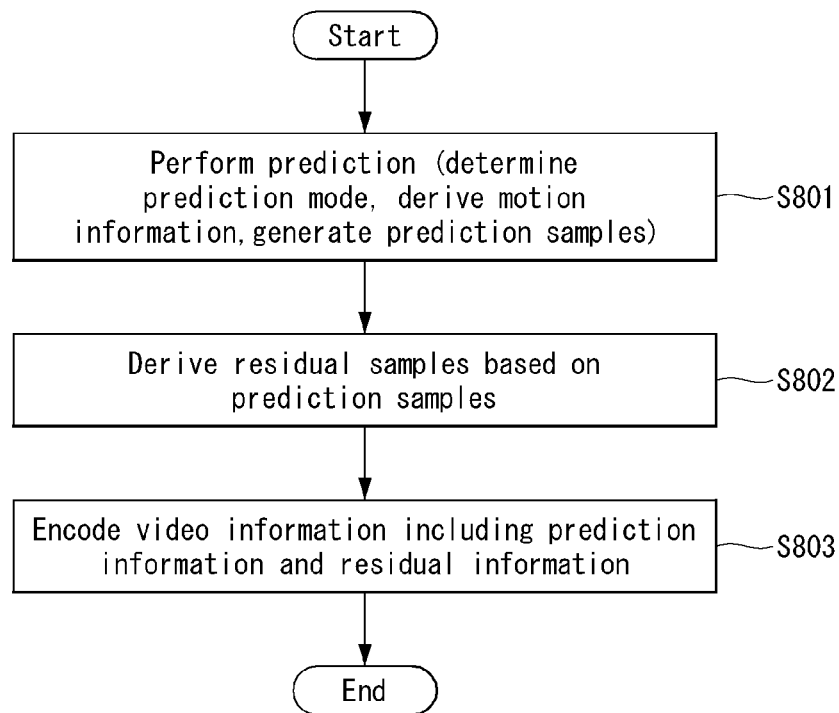 Start
Perform prediction (determine
prediction mode, derive motion
information, generate prediction samples)
S801
Derive residual samples based on
prediction samples
S802
Encode video information including prediction
information and residual information
S803
End